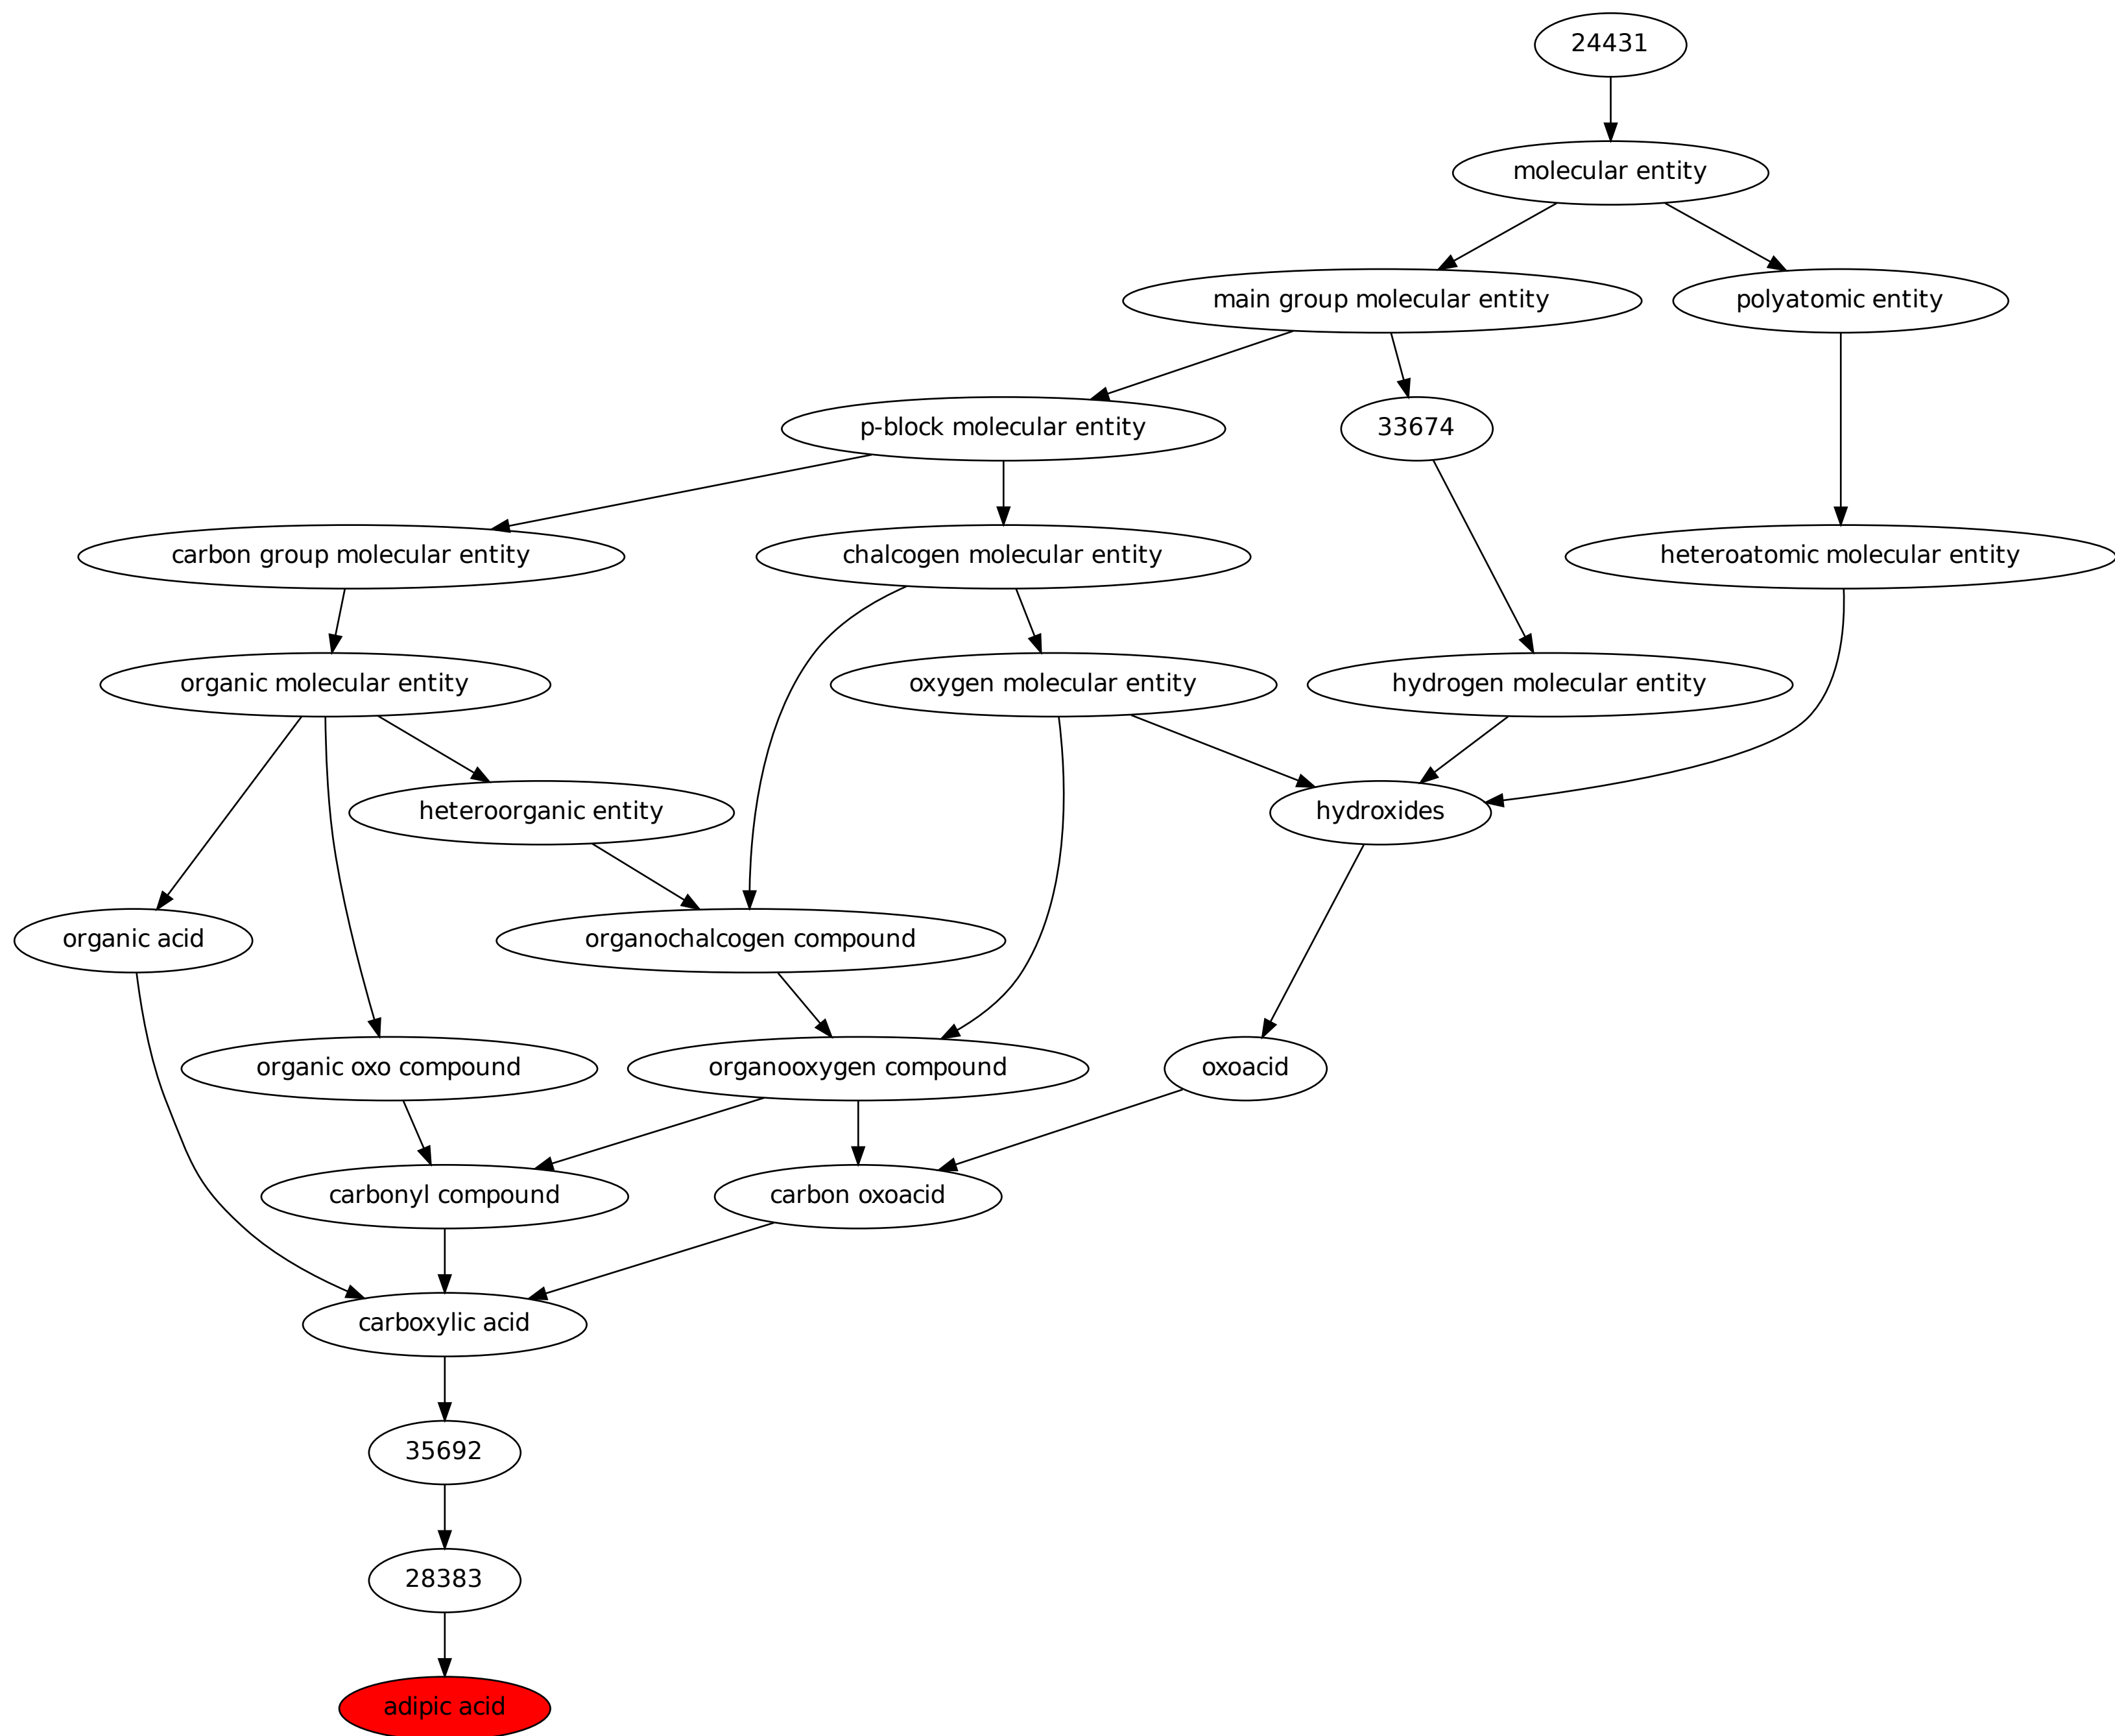 24431
molecular entity
main group molecular entity
polyatomic entity
p-block molecular entity
33674
carbon group molecular entity
chalcogen molecular entity
heteroatomic molecular entity
organic molecular entity
oxygen molecular entity
hydrogen molecular entity
heteroorganic entity
hydroxides
organic acid
organochalcogen compound
organic oxo compound
organooxygen compound
oxoacid
carbonyl compound
carbon oxoacid
carboxylic acid
35692
28383
adipic acid